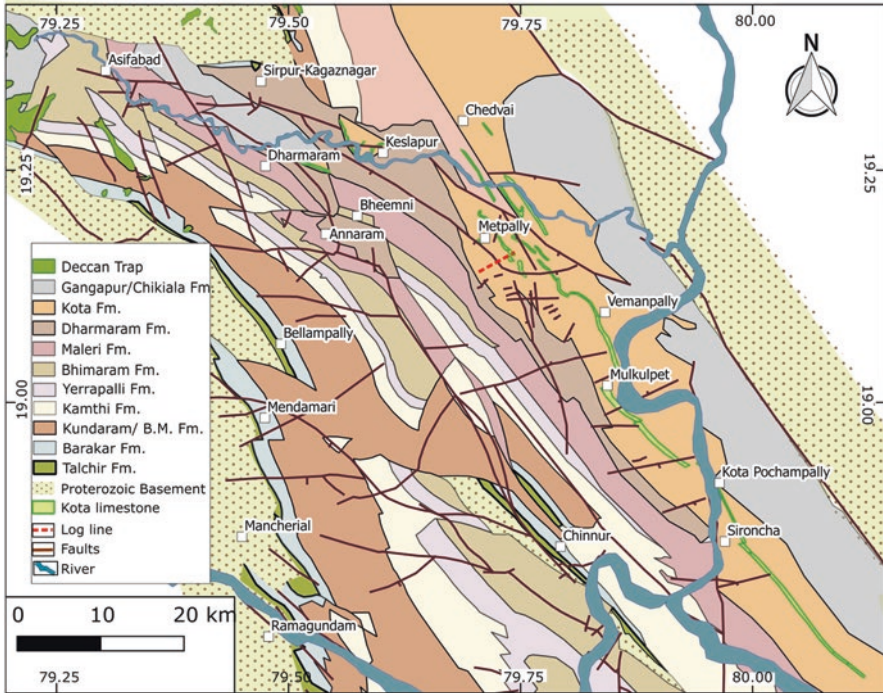 79.25
79.50
79.75
80.00
N
Asifabad
Sirpur-Kagaznagar
Chedvai
Keslapur
Dharmaram
19.25
19.25
Bheemni
Annaram
Metpally
Deccan Trap
Gangapur/Chikiala Fm
Kota Fm.
Dharmaram Fm.
Maleri Fm.
Bhimaram Fm.
Yerrapalli Fm.
Kamthi Fm.
Kundaram/ B.M. Fm.
Barakar Fm.
Talchir Fm.
Proterozoic Basement
Kota limestone
Log line
Faults
River
Vemanpally
Bellampally
Mulkulpet
19.00
19.00
Mendamari
Kota Pochampally
Mancherial
Chinnur
Sironcha
0 10 20 km
Ramagundam
79.25
79.50
79.75
80.00